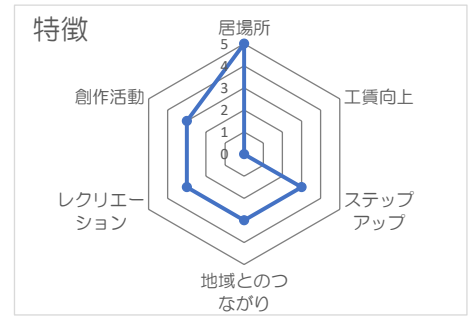 特徴
居場所
5
4
3
2
1
0
工賃向上
ステップ
アップ
地域とのつ
ながり
レクリエー
ション
創作活動